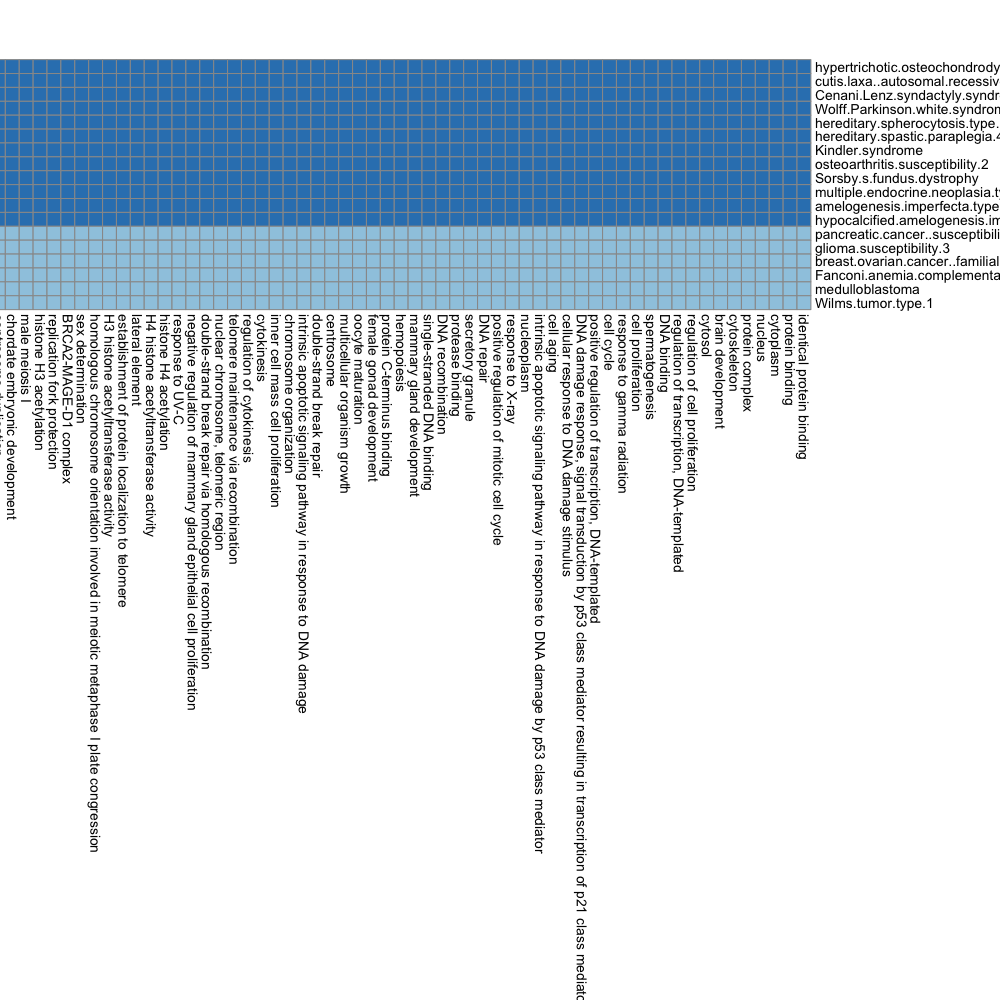 hypertrichotic.osteochondrody
cutis.laxa..autosomal.recessiv
Cenani.Lenz.syndactyly.syndr
Wolff.Parkinson.white.syndrom
hereditary.spherocytosis.type.
hereditary.spastic.paraplegia.4
Kindler.syndrome
osteoarthritis.susceptibility.2
Sorsby.s.fundus.dystrophy
multiple.endocrine.neoplasia.ty
amelogenesis.imperfecta.type
hypocalcified.amelogenesis.im
pancreatic.cancer..susceptibili
glioma.susceptibility.3
breast.ovarian.cancer..familial
Fanconi.anemia.complementa
medulloblastoma
Wilms.tumor.type.1
chordate embryonic development
male meiosis I
histone H3 acetylation
replication fork protection
BRCA2-MAGE-D1 complex
sex determination
homologous chromosome orientation involved in meiotic metaphase I plate congression
H3 histone acetyltransferase activity
establishment of protein localization to telomere
lateral element
H4 histone acetyltransferase activity
histone H4 acetylation
response to UV-C
negative regulation of mammary gland epithelial cell proliferation
double-strand break repair via homologous recombination
nuclear chromosome, telomeric region
telomere maintenance via recombination
regulation of cytokinesis
cytokinesis
inner cell mass cell proliferation
chromosome organization
intrinsic apoptotic signaling pathway in response to DNA damage
double-strand break repair
centrosome
multicellular organism growth
oocyte maturation
female gonad development
protein C-terminus binding
hemopoiesis
mammary gland development
single-stranded DNA binding
DNA recombination
protease binding
secretory granule
DNA repair
positive regulation of mitotic cell cycle
response to X-ray
nucleoplasm
intrinsic apoptotic signaling pathway in response to DNA damage by p53 class mediator
cell aging
cellular response to DNA damage stimulus
DNA damage response, signal transduction by p53 class mediator resulting in transcription of p21 class mediato
positive regulation of transcription, DNA-templated
cell cycle
response to gamma radiation
cell proliferation
spermatogenesis
DNA binding
regulation of transcription, DNA-templated
regulation of cell proliferation
cytosol
brain development
cytoskeleton
protein complex
nucleus
cytoplasm
protein binding
identical protein binding